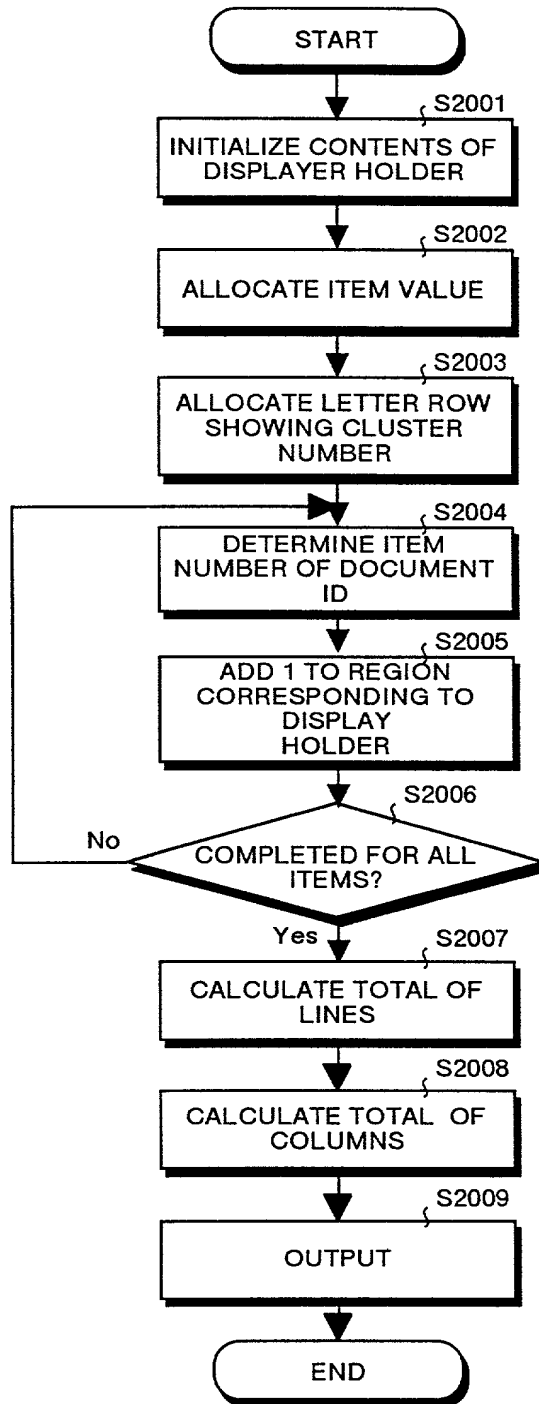 START
S2001
INITIALIZE CONTENTS OF
DISPLAYER HOLDER
S2002
ALLOCATE ITEM VALUE
S2003
ALLOCATE LETTER ROW
SHOWING CLUSTER
NUMBER
S2004
DETERMINE ITEM
NUMBER OF DOCUMENT
ID
S2005
ADD 1 TO REGION
CORRESPONDING TO
DISPLAY
HOLDER
S2006
No
COMPLETED FOR ALL
ITEMS?
Yes
S2007
CALCULATE TOTAL OF
LINES
S2008
CALCULATE TOTAL OF
COLUMNS
S2009
OUTPUT
END